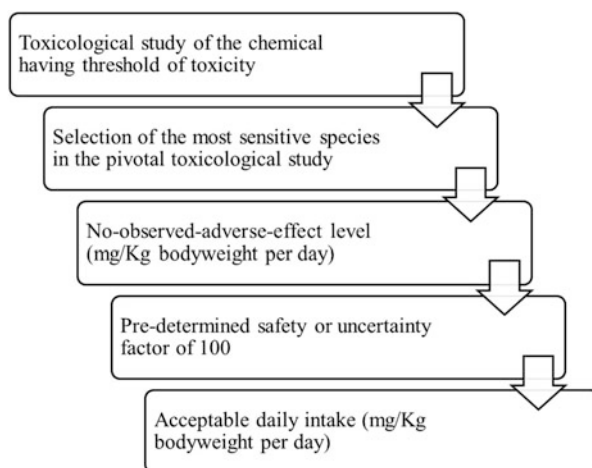 Toxicological study of the chemical
having threshold of toxicity
Selection of the most sensitive species
in the pivotal toxicological study
No-observed-adverse-effect level
(mg/Kg bodyweight per day)
Pre-determined safety or uncertainty
factor of 100
Acceptable daily intake (mg/Kg
bodyweight per day)